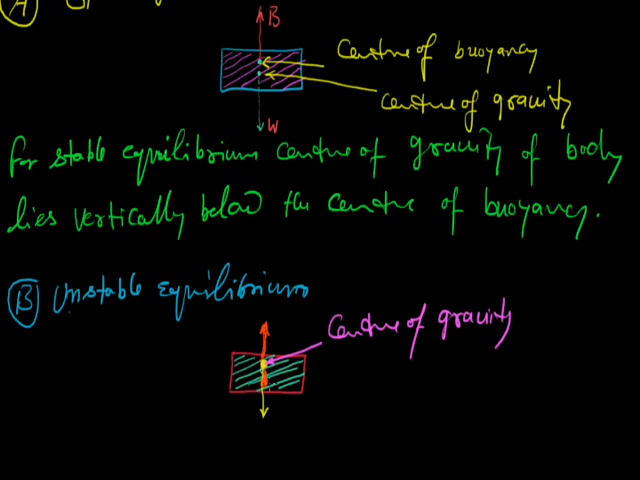 A
B
Centre of buoyancy
Centre of gravity
W
For stable equilibrium centre of gravity of body
lies vertically below the centre of buoyancy.
B Unstable equilibrium
Centre of gravity